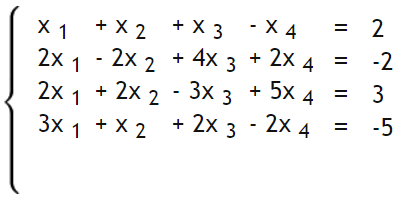 x 1 + x 2 + x 3 - x 4 = 2
2x 1 - 2x 2 + 4x 3 + 2x 4 = -2
2x 1 + 2x 2 - 3x 3 + 5x 4 = 3
3x 1 + x 2 + 2x 3 - 2x 4 = -5